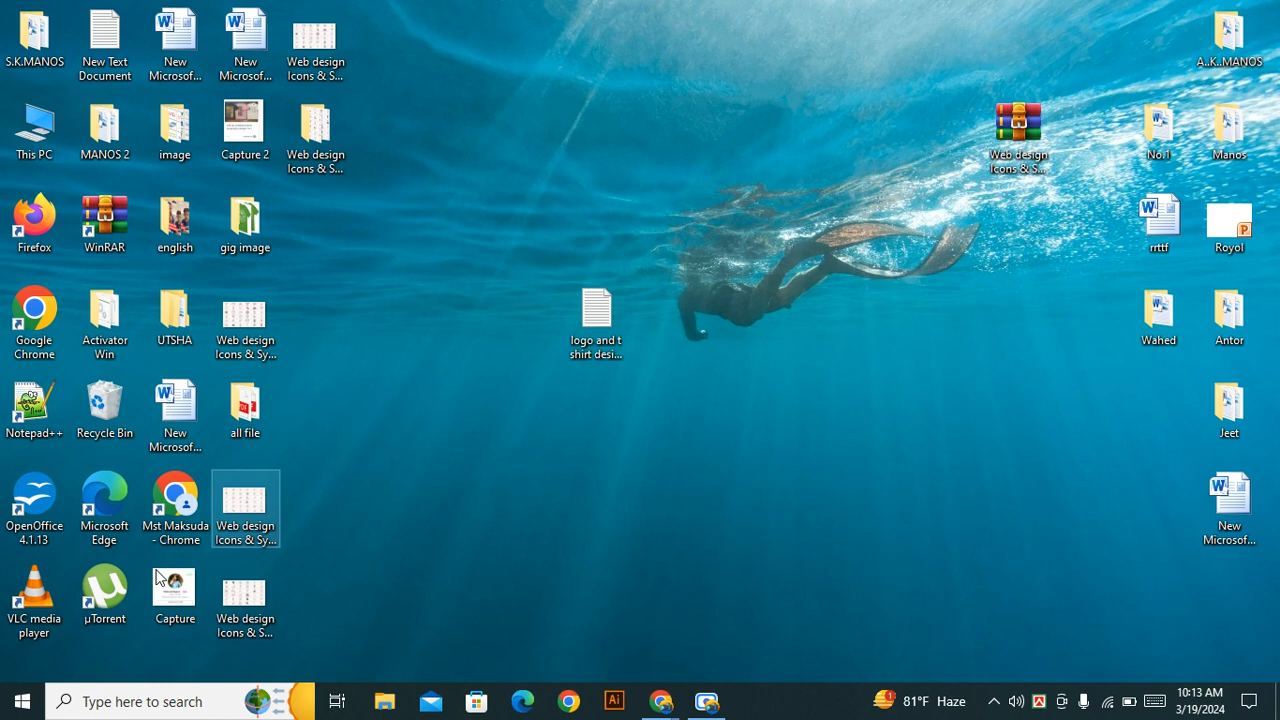 S.K.MANOS
New Text
Document
New
Microsof...
New
Microsof...
Web design
Icons & S...
A..K..MANOS
This PC
MANOS 2
image
Capture 2
Web design
Icons & S...
Web design
Icons & S...
No.1
Manos
Firefox
WinRAR
english
gig image
rrttf
Royol
Google
Chrome
Activator
Win
UTSHA
Web design
Icons & Sy...
logo and t
shirt desi...
Wahed
Antor
Notepad++
Recycle Bin
New
Microsof...
all file
Jeet
OpenOffice
4.1.13
Microsoft
Edge
Mst Maksuda
- Chrome
Web design
Icons & Sy...
New
Microsof...
VLC media
player
µTorrent
Capture
Web design
Icons & S...
Type here to search
81°F Haze
3/19/2024